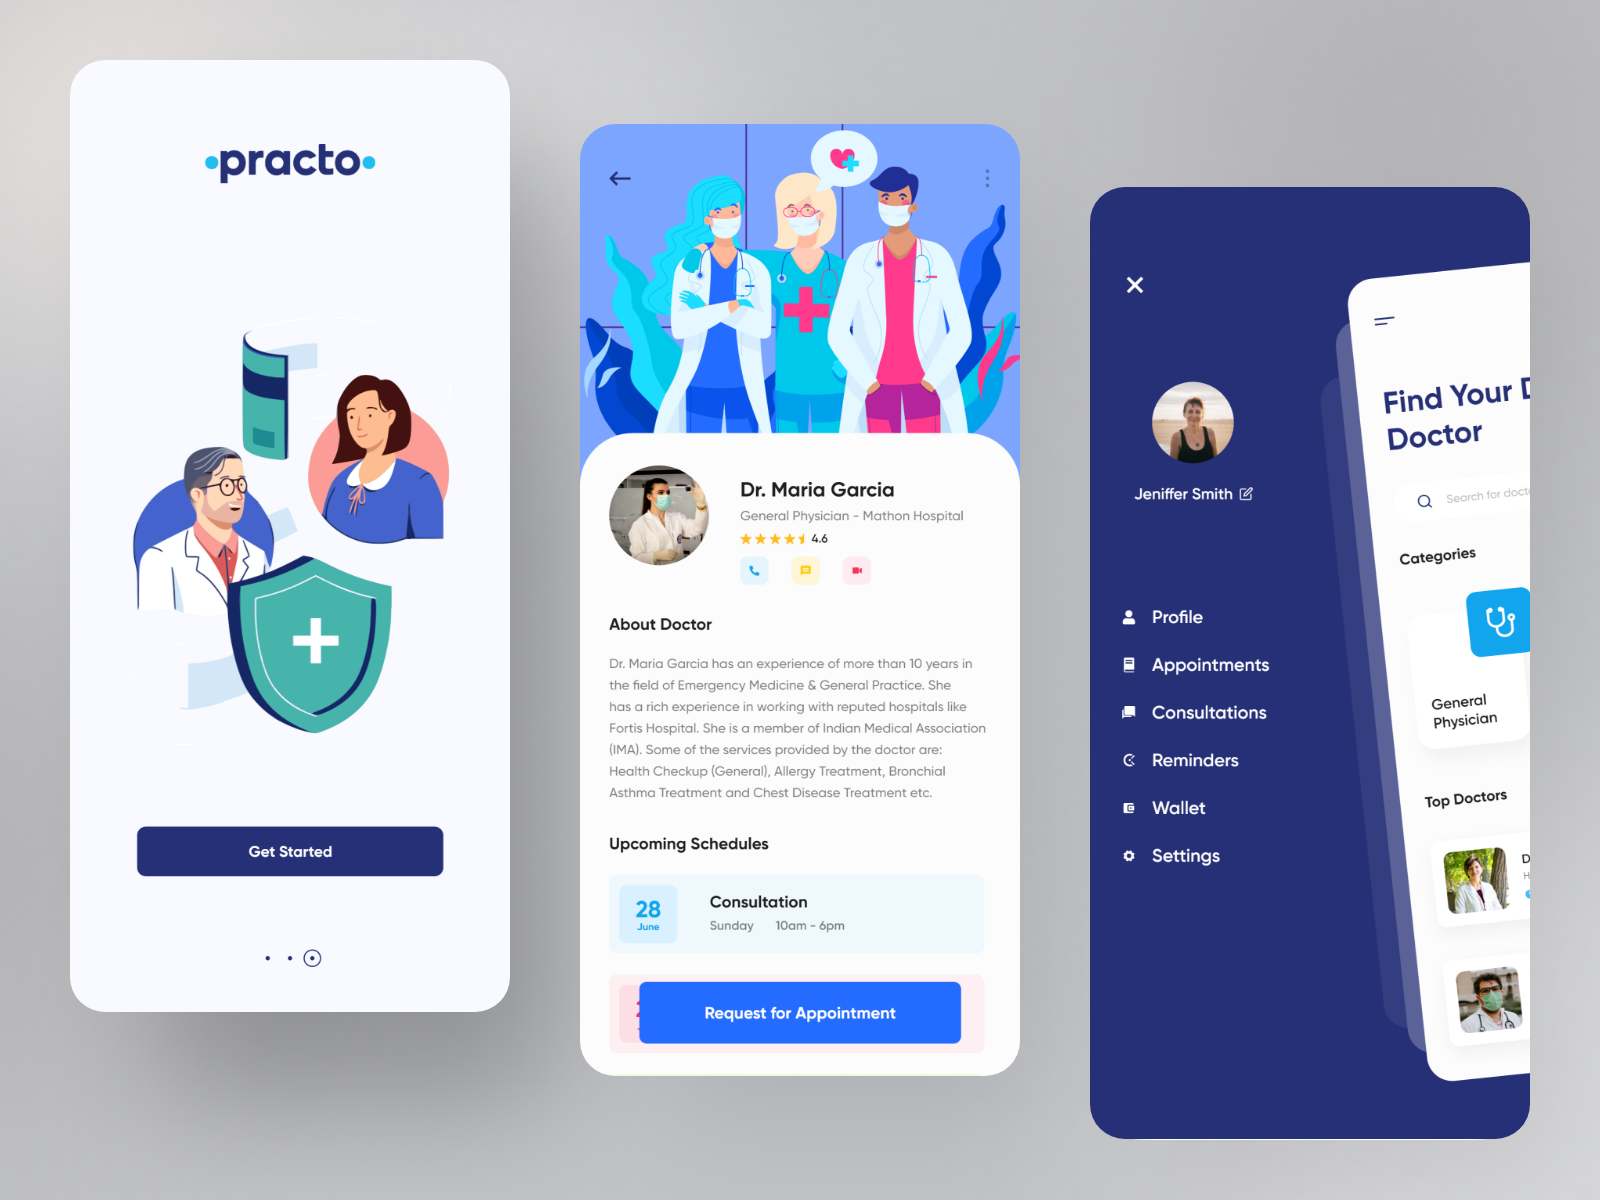 practo
Get Started
Dr. Maria Garcia
General Physician - Mathon Hospital
4.6
About Doctor
Dr. Maria Garcia has an experience of more than 10 years in
the field of Emergency Medicine & General Practice. She
has a rich experience in working with reputed hospitals like
Fortis Hospital. She is a member of Indian Medical Association
(IMA). Some of the services provided by the doctor are:
Health Checkup (General), Allergy Treatment, Bronchial
Asthma Treatment and Chest Disease Treatment etc.
Upcoming Schedules
28
June
Consultation
Sunday 10am - 6pm
Request for Appointment
Jeniffer Smith
Profile
Appointments
Consultations
Reminders
Wallet
Settings
Find Your
Doctor
Search for
Categories
General
Physician
Top Doctors